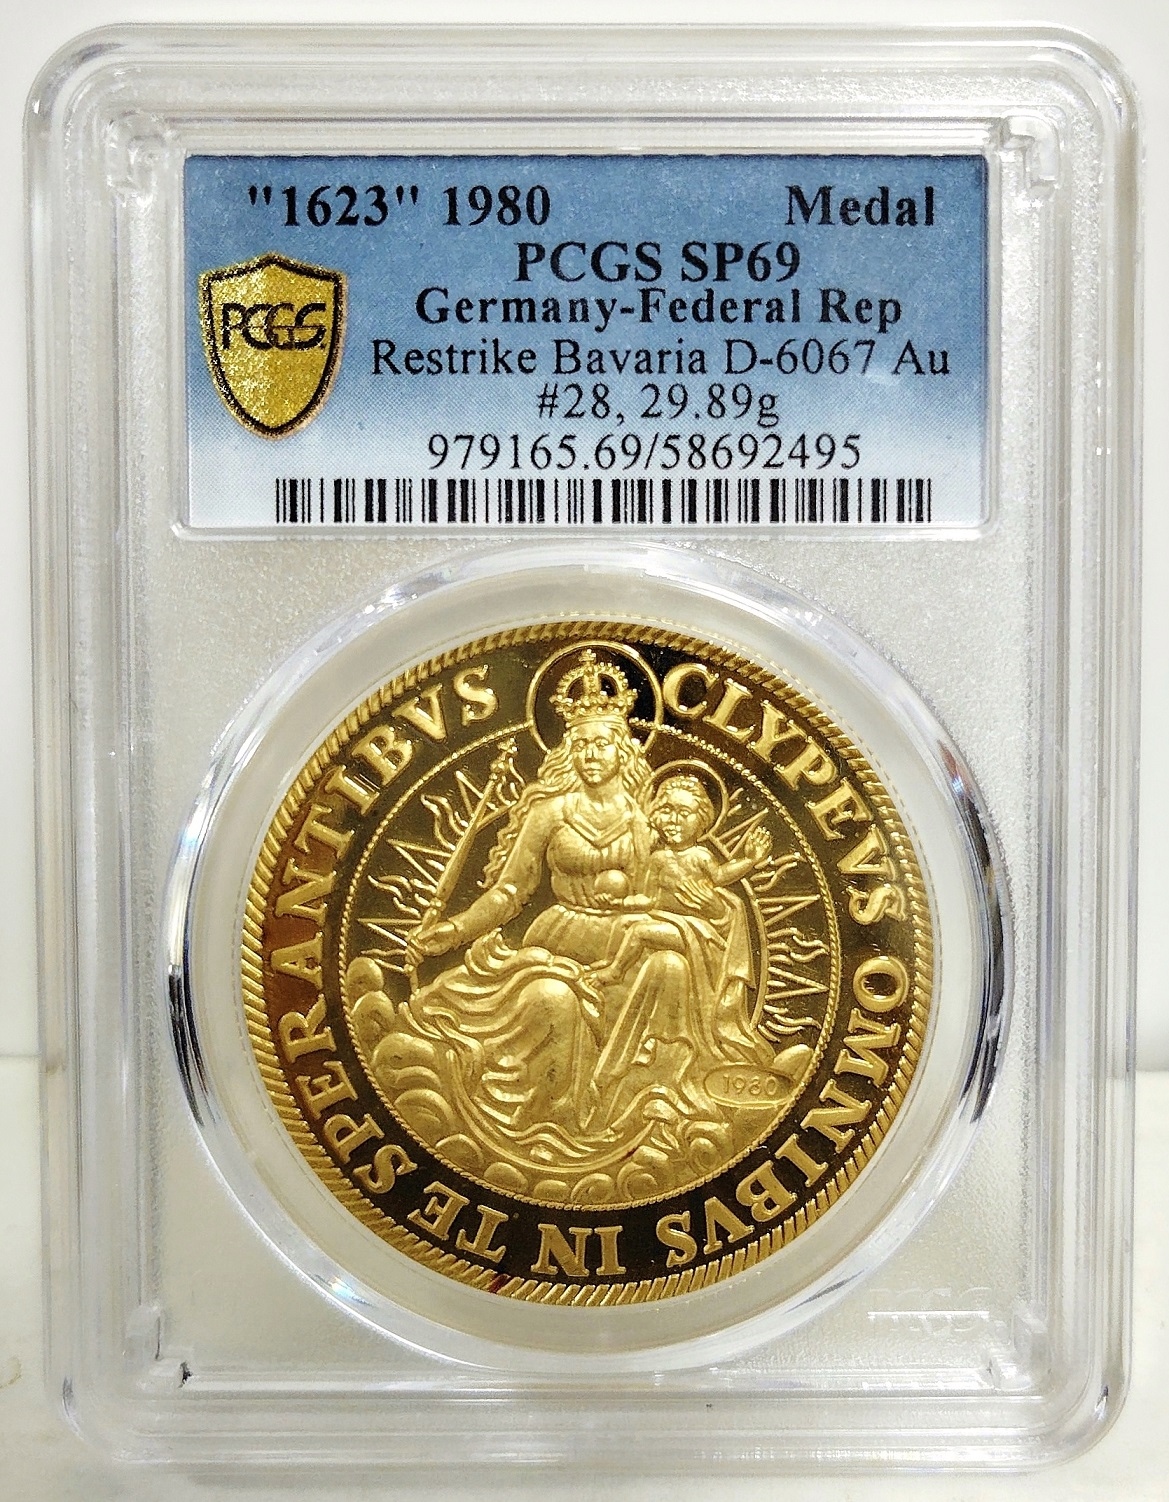 "1623" 1980 Medal
PCGS SP69
Germany-Federal Rep
PCGS
Restrike Bavaria D-6067 Au
#28, 29.89g
979165.69/58692495
CLYPEVS OMNIBVS IN TE SPERANTIBVS
1980